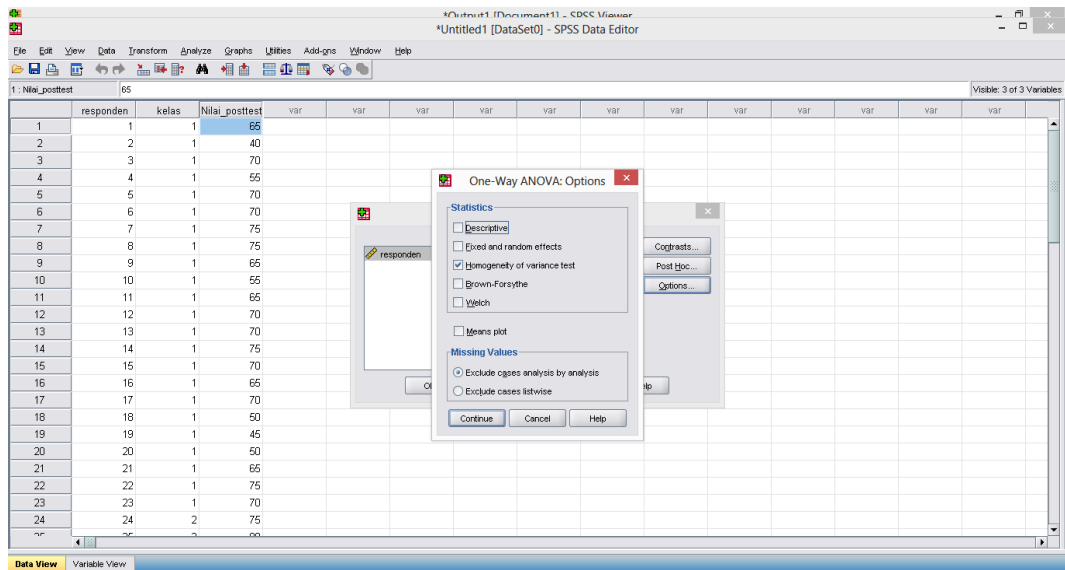 *Output1 [Document1] - SPSS Viewer
*Untitled1 [DataSet0] - SPSS Data Editor
File Edit View Data Transform Analyze Graphs Utilities Add-ons Window Help
1 : Nilai_posttest 65 Visible: 3 of 3 Variables
responden kelas Nilai_posttest var var var var var var var var var var var
1 1 1 65
2 2 1 40
3 3 1 70
4 4 1 55
5 5 1 70
6 6 1 70
7 7 1 75
8 8 1 75
9 9 1 65
10 10 1 55
11 11 1 65
12 12 1 70
13 13 1 70
14 14 1 75
15 15 1 70
16 16 1 65
17 17 1 70
18 18 1 50
19 19 1 45
20 20 1 50
21 21 1 65
22 22 1 75
23 23 1 70
24 24 2 75
responden
Contrasts...
Post Hoc...
Options...
One-Way ANOVA: Options
Statistics
Descriptive
Fixed and random effects
Homogeneity of variance test
Brown-Forsythe
Welch
Means plot
Missing Values
Exclude cases analysis by analysis
Exclude cases listwise
Continue Cancel Help
Data View Variable View